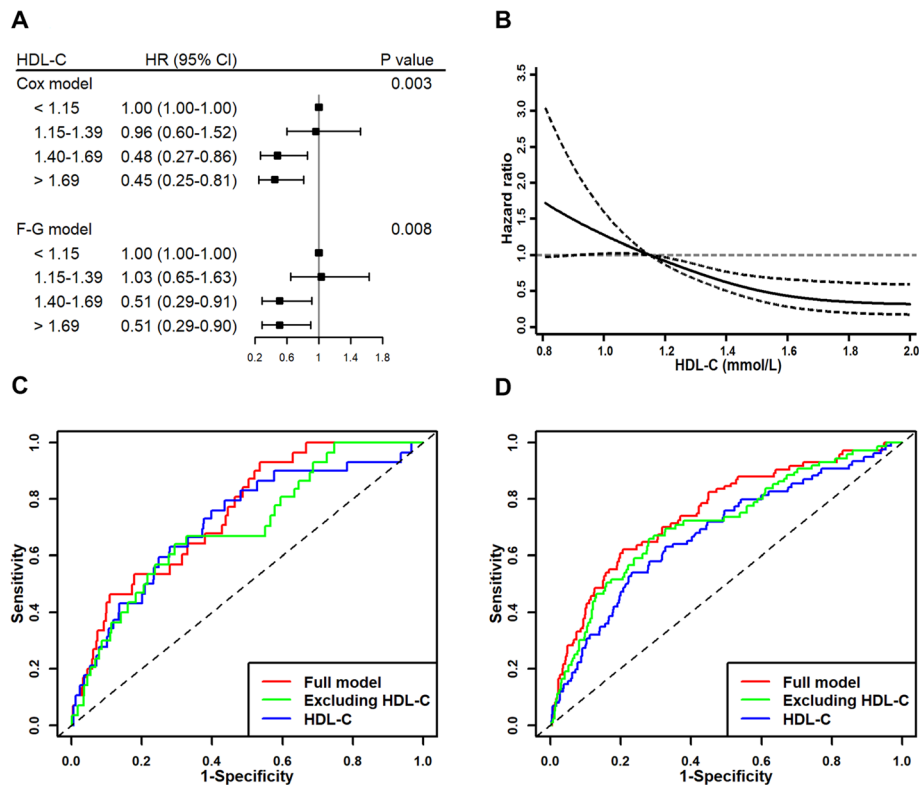 A
HDL-C HR (95% CI) P value
Cox model 0.003
< 1.15 1.00 (1.00-1.00)
1.15-1.39 0.96 (0.60-1.52)
1.40-1.69 0.48 (0.27-0.86)
> 1.69 0.45 (0.25-0.81)
F-G model 0.008
< 1.15 1.00 (1.00-1.00)
1.15-1.39 1.03 (0.65-1.63)
1.40-1.69 0.51 (0.29-0.91)
> 1.69 0.51 (0.29-0.90)
0.2 0.6 1 1.4 1.8
B
Hazard ratio
3.5
3.0
2.5
2.0
1.5
1.0
0.5
0.0
0.8 1.0 1.2 1.4 1.6 1.8 2.0
HDL-C (mmol/L)
C
Sensitivity
1.0
0.8
0.6
0.4
0.2
0.0
Full model
Excluding HDL-C
HDL-C
0.0 0.2 0.4 0.6 0.8 1.0
1-Specificity
D
Sensitivity
1.0
0.8
0.6
0.4
0.2
0.0
Full model
Excluding HDL-C
HDL-C
0.0 0.2 0.4 0.6 0.8 1.0
1-Specificity